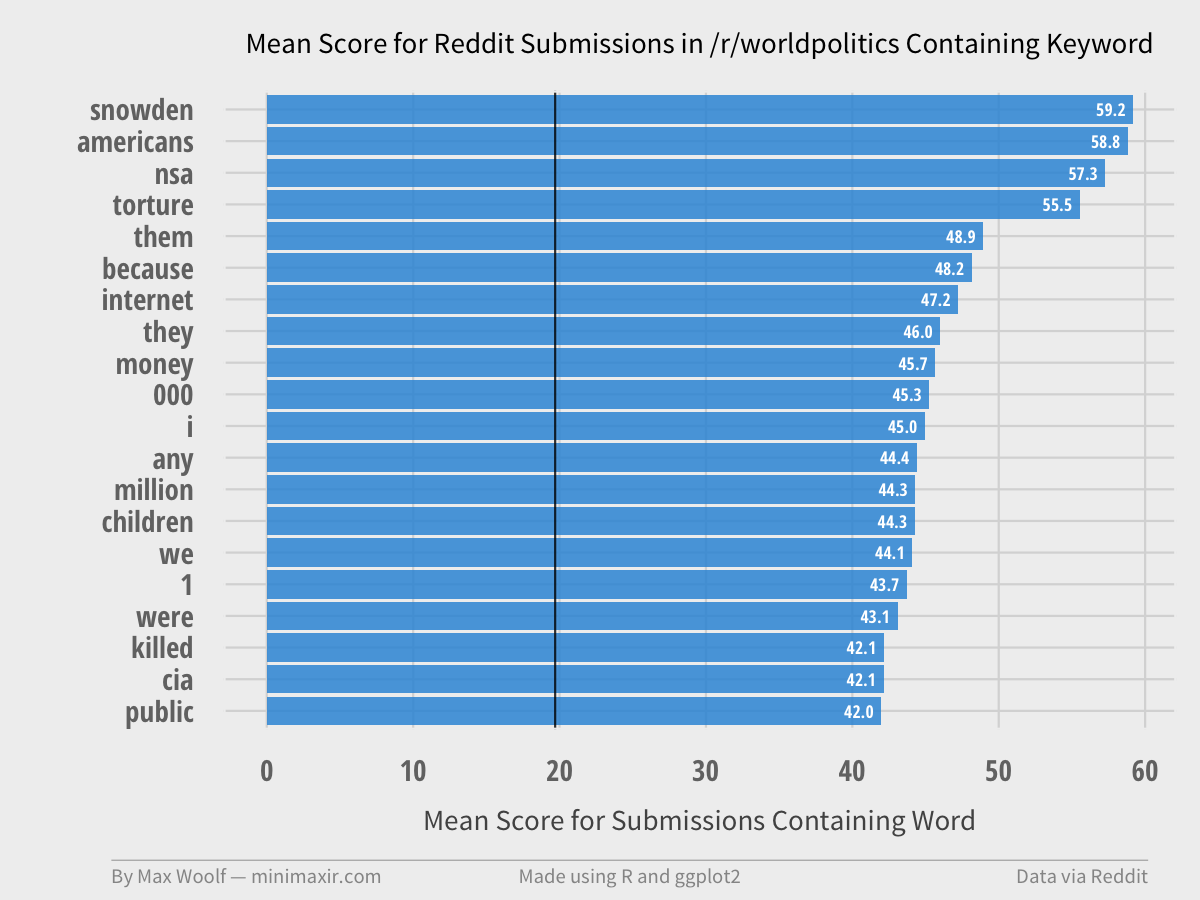 Mean Score for Reddit Submissions in /r/worldpolitics Containing Keyword
snowden 59.2
americans 58.8
nsa 57.3
torture 55.5
them 48.9
because 48.2
internet 47.2
they 46.0
money 45.7
000 45.3
i 45.0
any 44.4
million 44.3
children 44.3
we 44.1
1 43.7
were 43.1
killed 42.1
cia 42.1
public 42.0
0 10 20 30 40 50 60
Mean Score for Submissions Containing Word
By Max Woolf — minimaxir.com Made using R and ggplot2 Data via Reddit